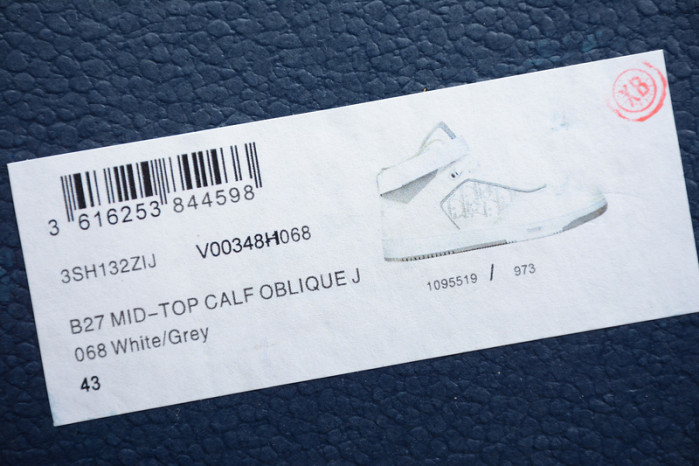 XB
3 616253 844598
3SH132ZIJ V00348H068
1095519 / 973
B27 MID-TOP CALF OBLIQUE J
068 White/Grey
43